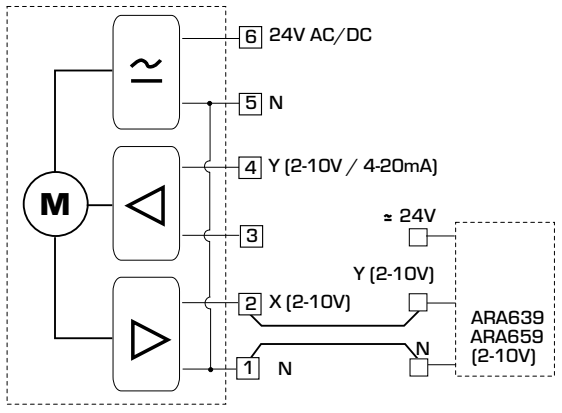 6 24V AC/DC
5 N
4 Y (2-10V / 4-20mA)
M
3
≃ 24V
Y (2-10V)
2 X (2-10V)
ARA639
ARA659
(2-10V)
N
1 N